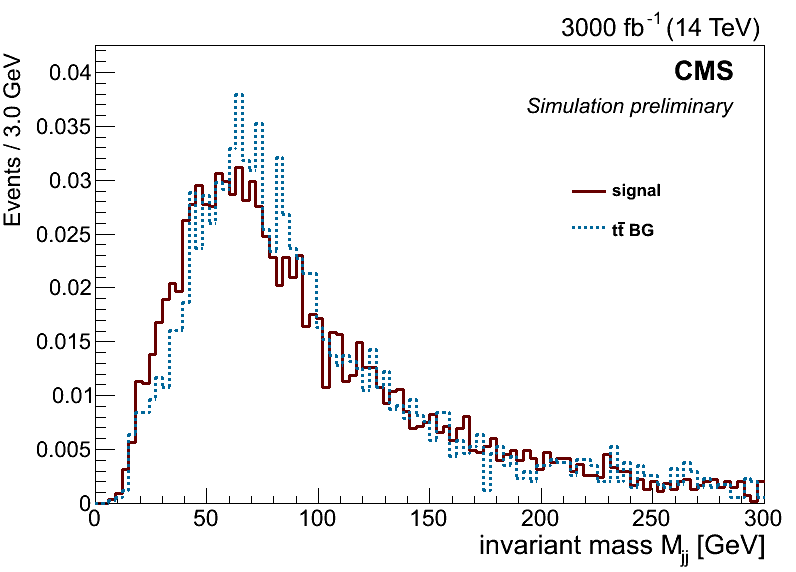 3000 fb⁻¹ (14 TeV)
CMS
Simulation preliminary
signal
tt̄ BG
Events / 3.0 GeV
0.04
0.035
0.03
0.025
0.02
0.015
0.01
0.005
0
0 50 100 150 200 250 300
invariant mass Mjj [GeV]